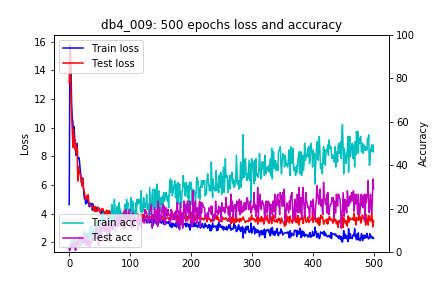 db4_009: 500 epochs loss and accuracy
Train loss
Test loss
Train acc
Test acc
Loss
16
14
12
10
8
6
4
2
0
100
200
300
400
500
Accuracy
100
80
60
40
20
0